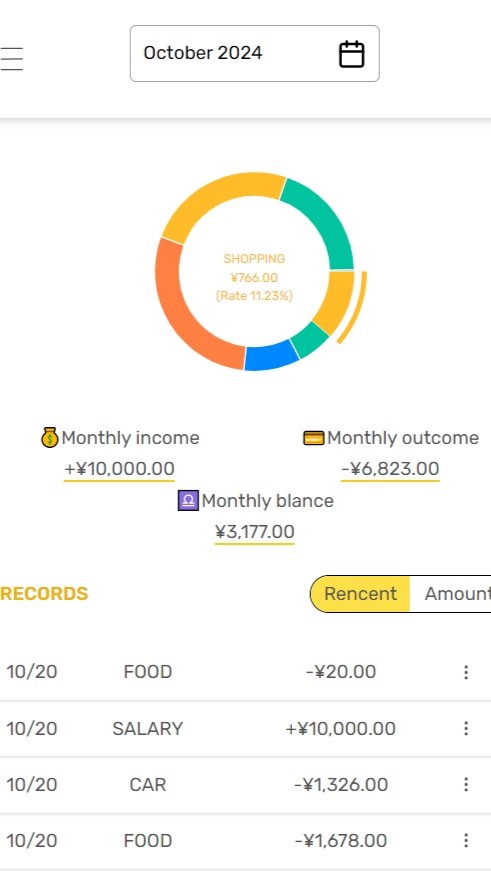 October 2024
SHOPPING
¥766.00
(Rate 11.23%)
Monthly income
+¥10,000.00
Monthly outcome
-¥6,823.00
Monthly blance
¥3,177.00
RECORDS
Rencent Amount
10/20 FOOD -¥20.00
10/20 SALARY +¥10,000.00
10/20 CAR -¥1,326.00
10/20 FOOD -¥1,678.00